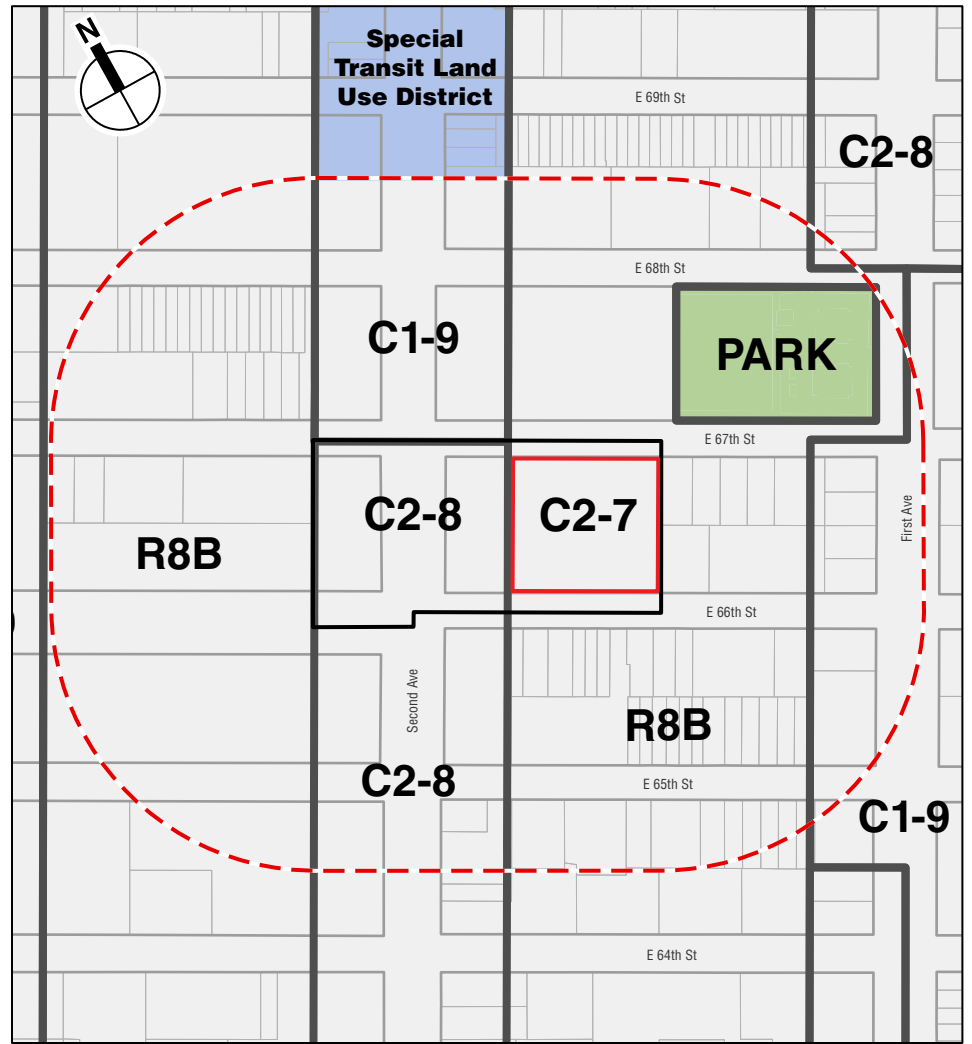 N
Special
Transit Land
Use District
E 69th St
C2-8
E 68th St
C1-9
PARK
E 67th St
C2-8
C2-7
First Ave
R8B
E 66th St
Second Ave
R8B
C2-8
E 65th St
C1-9
E 64th St